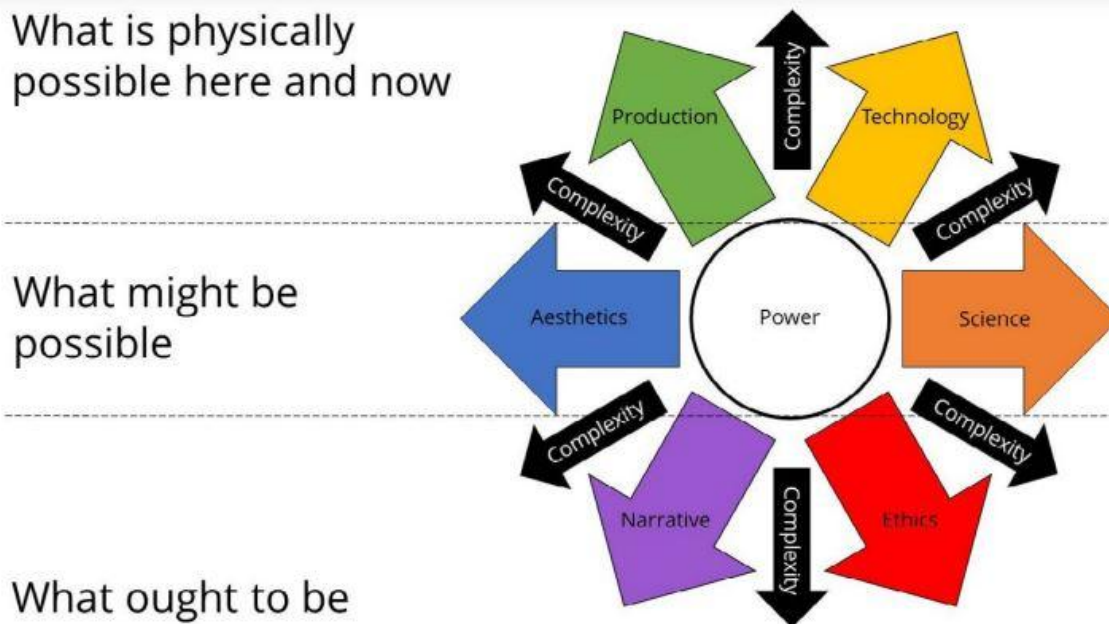 What is physically
possible here and now
Complexity
Production
Technology
Complexity
Complexity
What might be
possible
Aesthetics
Power
Science
Complexity
Complexity
Narrative
Complexity
Ethics
What ought to be